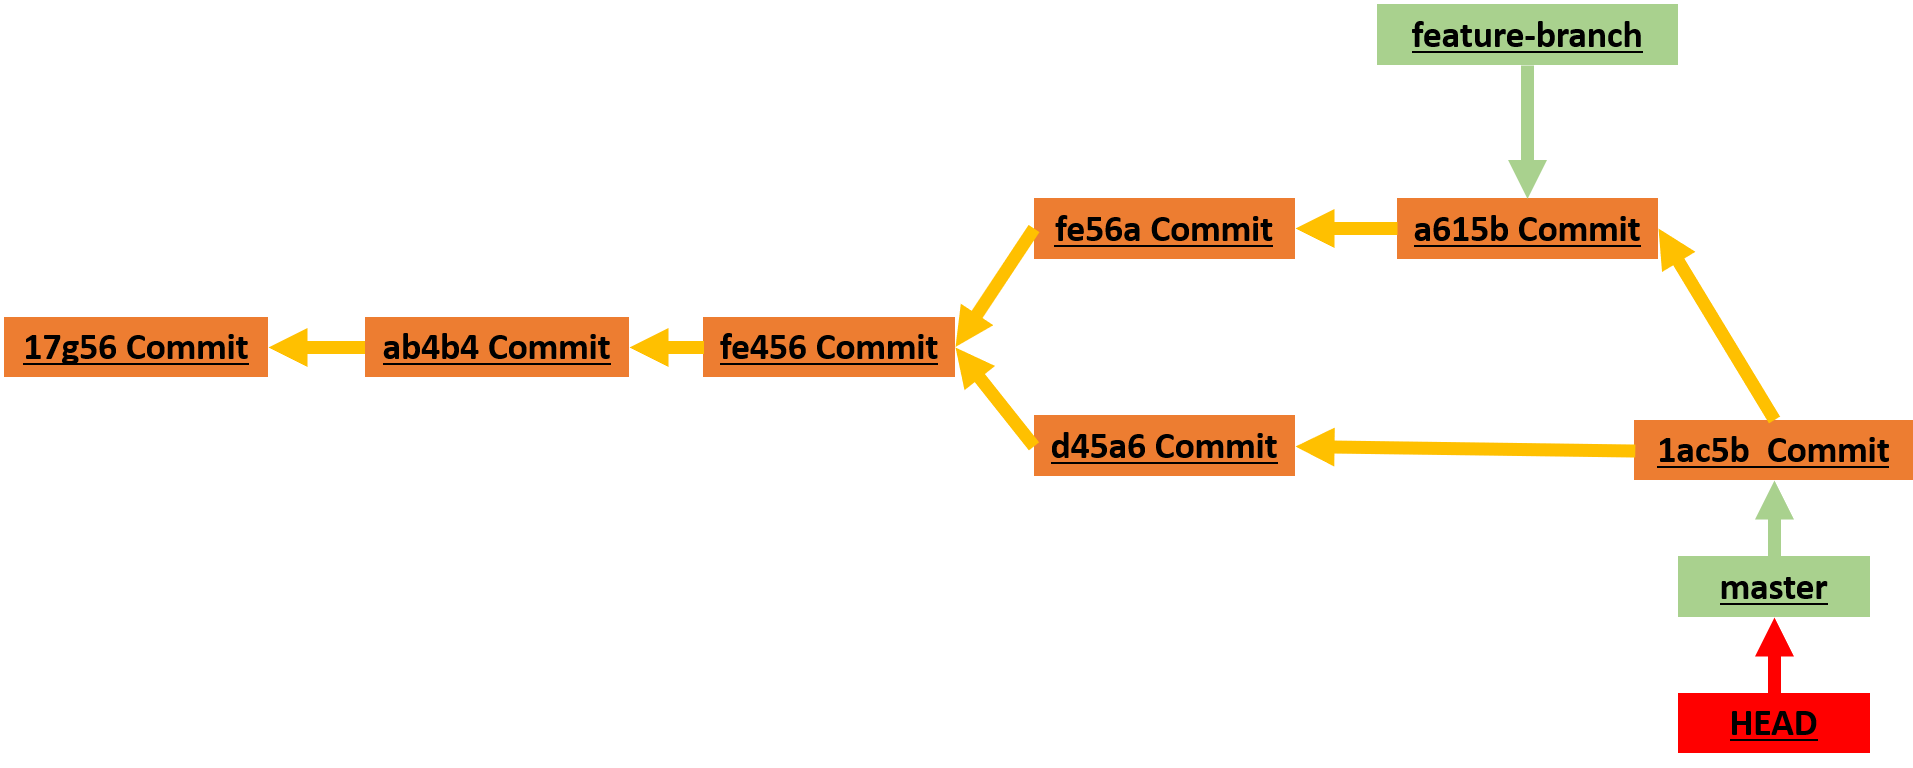 feature-branch
fe56a Commit
a615b Commit
17g56 Commit
ab4b4 Commit
fe456 Commit
d45a6 Commit
1ac5b  Commit
master
HEAD